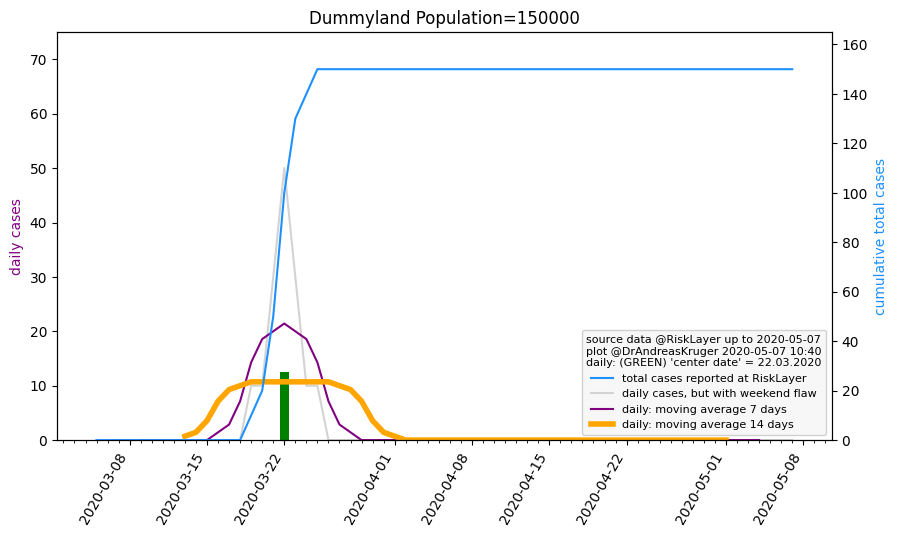 Dummyland Population=150000
70
60
50
40
30
20
10
0
daily cases
160
140
120
100
80
60
40
20
0
cumulative total cases
source data @RiskLayer up to 2020-05-07
plot @DrAndreasKruger 2020-05-07 10:40
daily: (GREEN) 'center date' = 22.03.2020
total cases reported at RiskLayer
daily cases, but with weekend flaw
daily: moving average 7 days
daily: moving average 14 days
2020-03-08
2020-03-15
2020-03-22
2020-04-01
2020-04-08
2020-04-15
2020-04-22
2020-05-01
2020-05-08